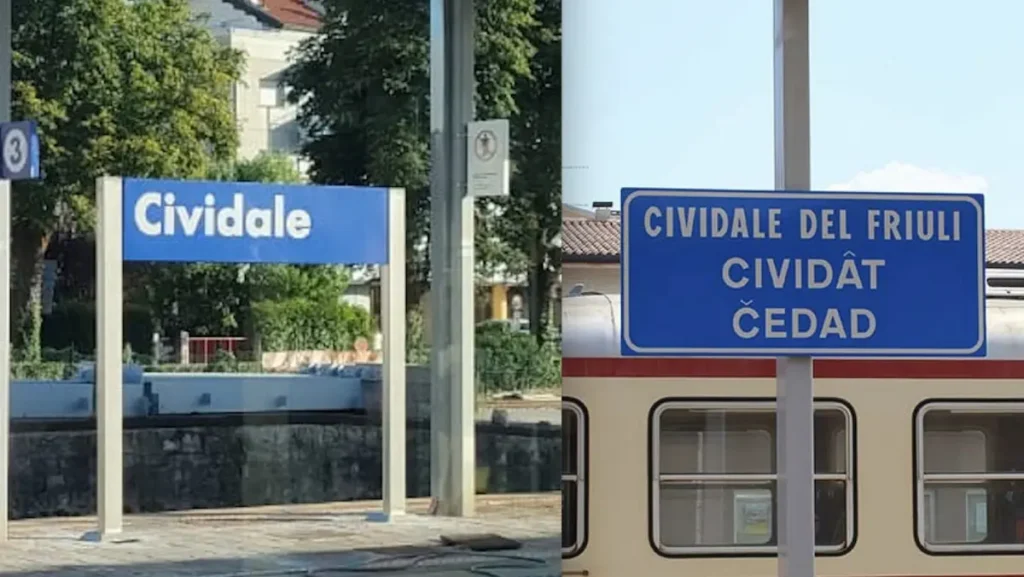 3
Cividale
CIVIDALE DEL FRIULI
CIVIDÂT
ČEDAD